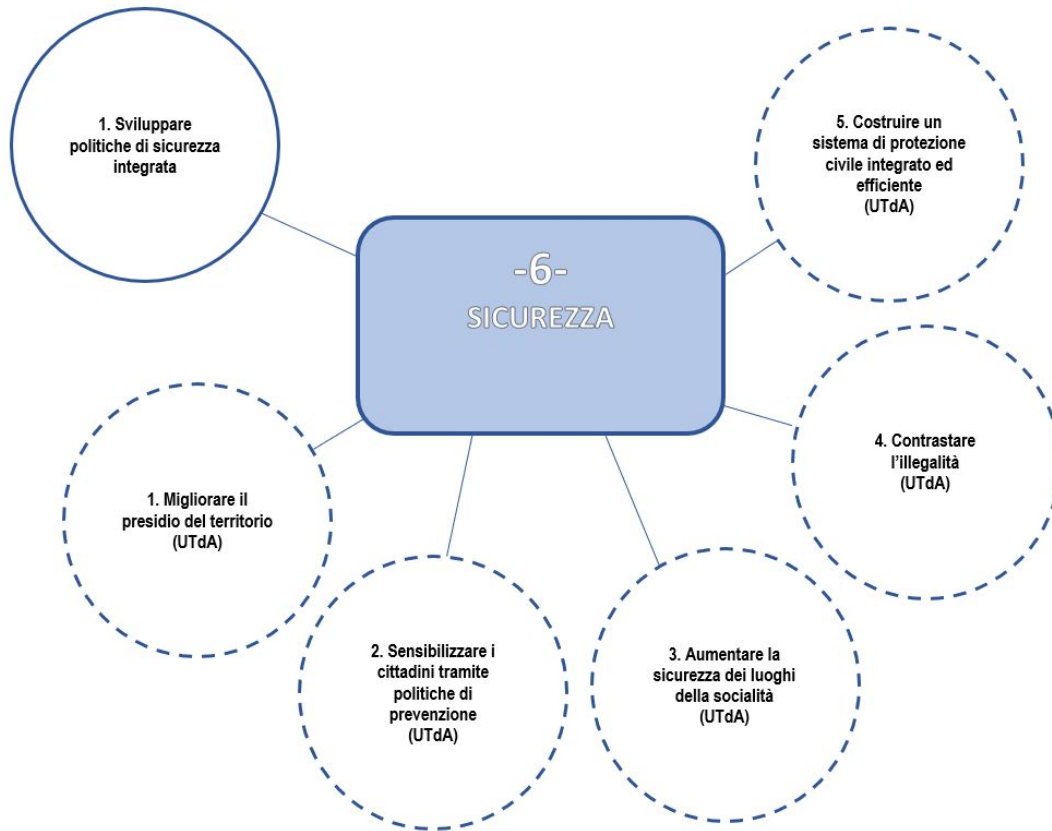 1. Sviluppare
politiche di sicurezza
integrata
5. Costruire un
sistema di protezione
civile integrato ed
efficiente
(UTdA)
-6-
SICUREZZA
4. Contrastare
l'illegalità
(UTdA)
1. Migliorare il
presidio del territorio
(UTdA)
2. Sensibilizzare i
cittadini tramite
politiche di
prevenzione
(UTdA)
3. Aumentare la
sicurezza dei luoghi
della socialità
(UTdA)